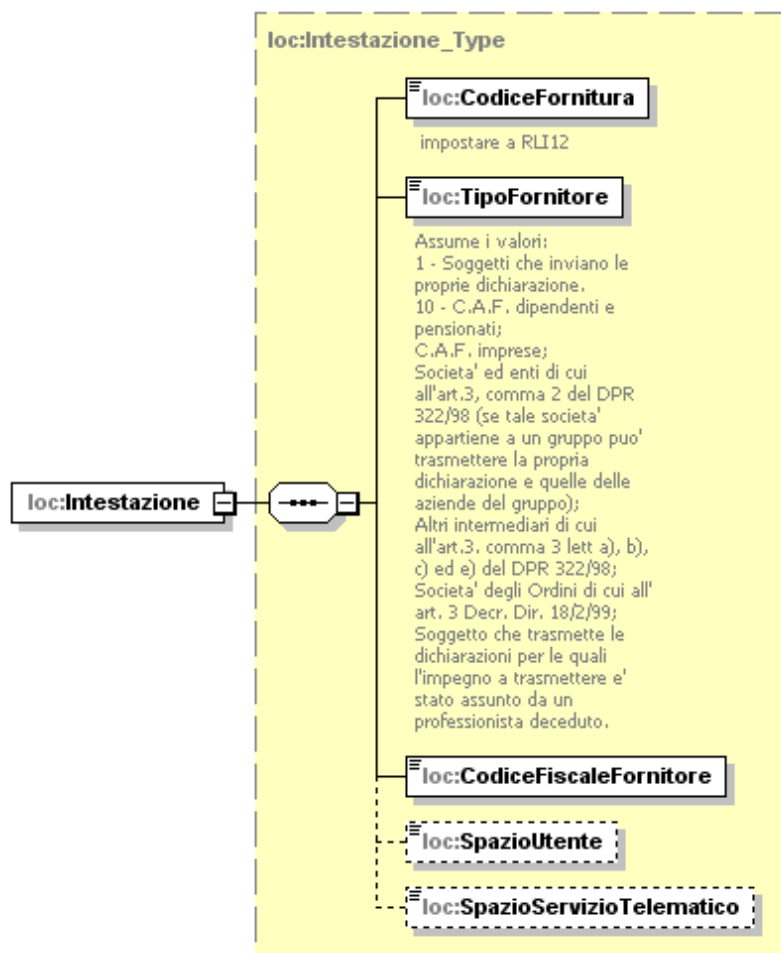 loc:Intestazione_Type
loc:CodiceFornitura
impostare a RLI12
loc:TipoFornitore
Assume i valori:
1 - Soggetti che inviano le
proprie dichiarazione.
10 - C.A.F. dipendenti e
pensionati;
C.A.F. imprese;
Societa' ed enti di cui
all'art.3, comma 2 del DPR
322/98 (se tale societa'
appartiene a un gruppo puo'
trasmettere la propria
dichiarazione e quelle delle
aziende del gruppo);
Altri intermediari di cui
all'art.3. comma 3 lett a), b),
c) ed e) del DPR 322/98;
Societa' degli Ordini di cui all'
art. 3 Decr. Dir. 18/2/99;
Soggetto che trasmette le
dichiarazioni per le quali
l'impegno a trasmettere e'
stato assunto da un
professionista deceduto.
loc:Intestazione
loc:CodiceFiscaleFornitore
loc:SpazioUtente
loc:SpazioServizioTelematico